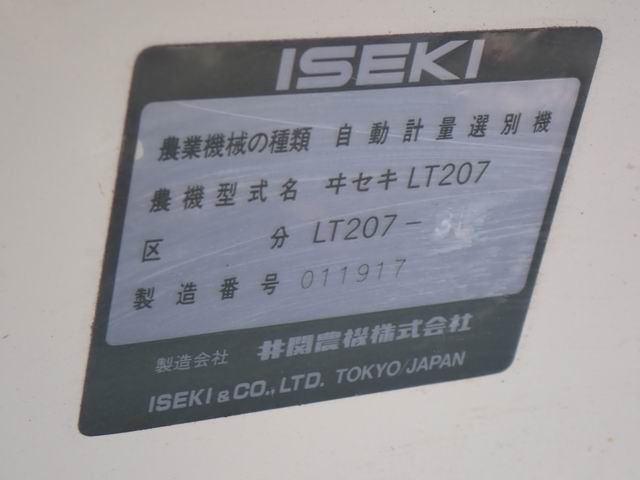 ISEKI
農業機械の種類 自動計量選別機
農機型式名 ヰセキLT207
区分 LT207-
製造番号 011917
製造会社 井関農機株式会社
ISEKI & CO., LTD. TOKYO/JAPAN